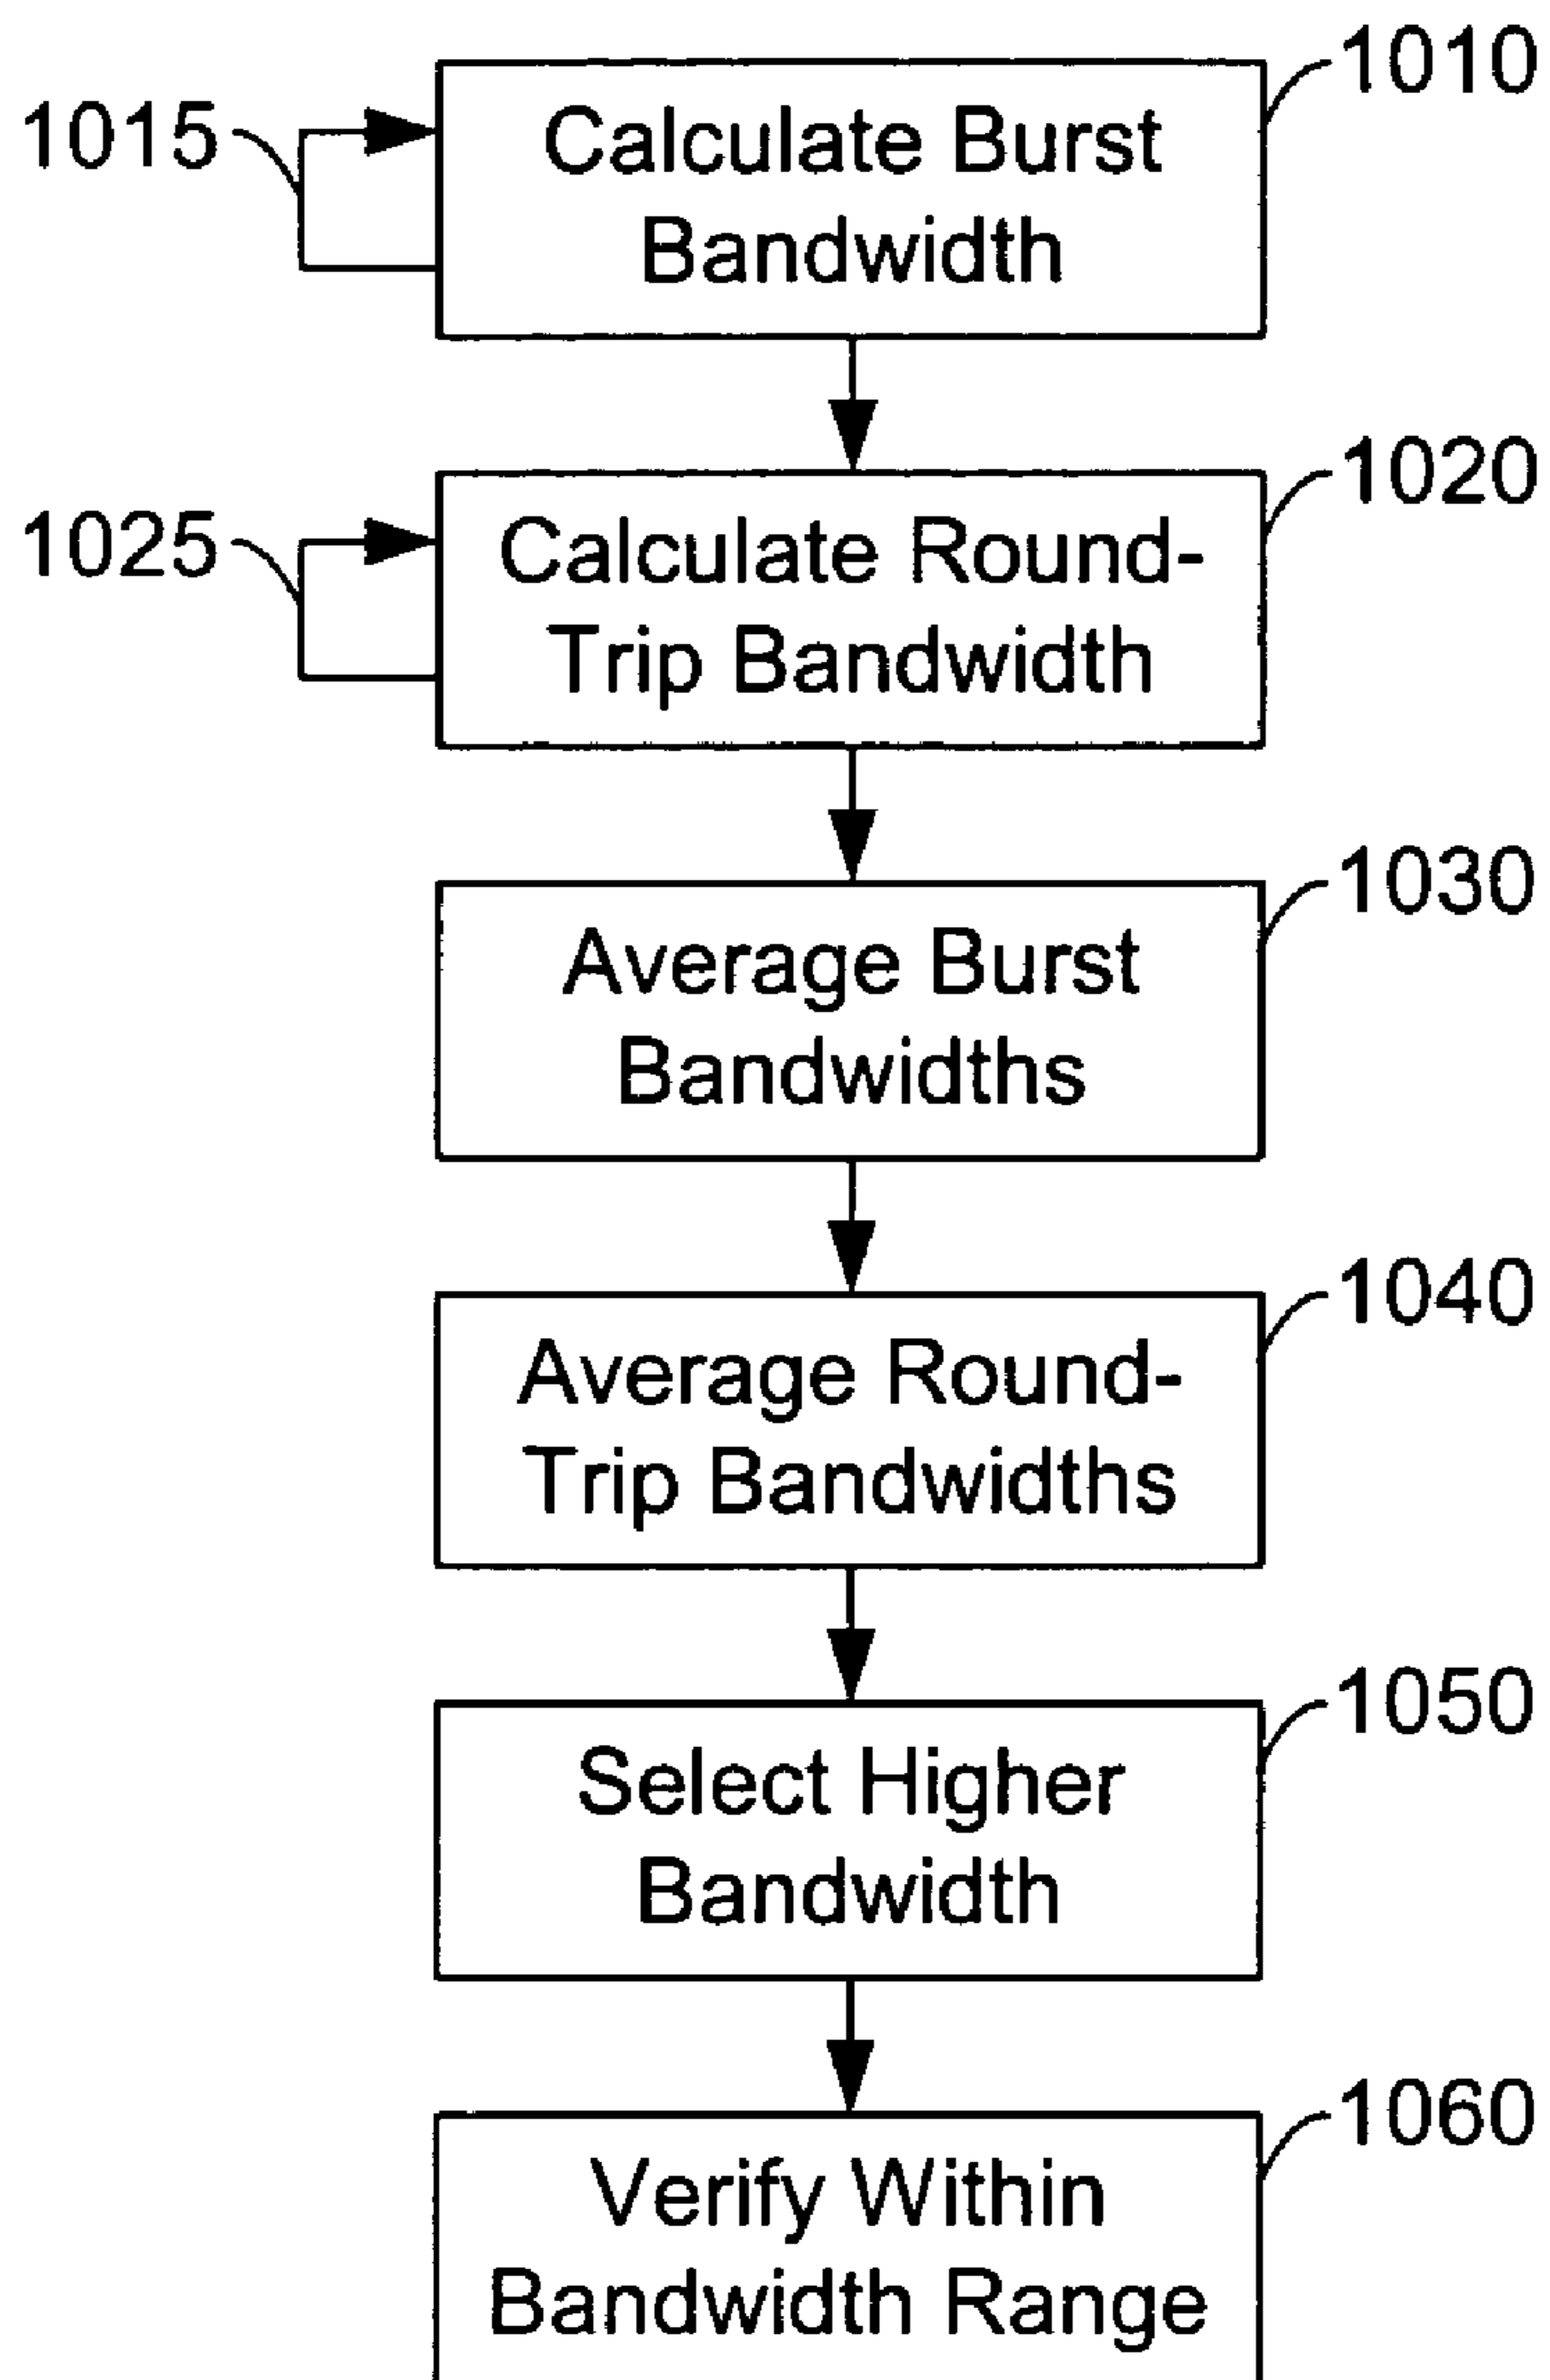 1010
1015
Calculate Burst
Bandwidth
1020
1025
Calculate Round-
Trip Bandwidth
1030
Average Burst
Bandwidths
1040
Average Round-
Trip Bandwidths
1050
Select Higher
Bandwidth
1060
Verify Within
Bandwidth Range